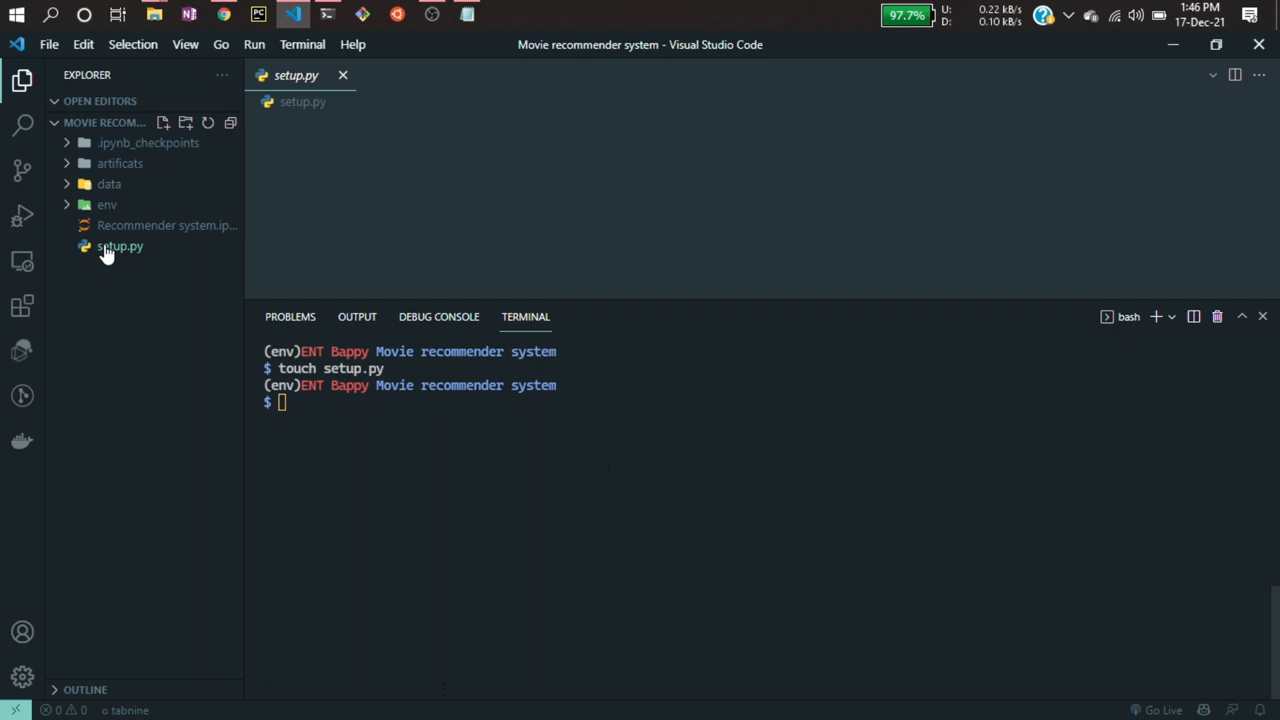 97.7%
U: 0.22 kB/s
D: 0.10 kB/s
1:46 PM
17-Dec-21
File Edit Selection View Go Run Terminal Help
Movie recommender system - Visual Studio Code
EXPLORER
OPEN EDITORS
MOVIE RECOM...
.ipynb_checkpoints
artificats
data
env
Recommender system.ip...
setup.py
OUTLINE
setup.py
setup.py
PROBLEMS OUTPUT DEBUG CONSOLE TERMINAL
bash
(env)ENT Bappy Movie recommender system
$ touch setup.py
(env)ENT Bappy Movie recommender system
$
0 0 tabnine
Go Live